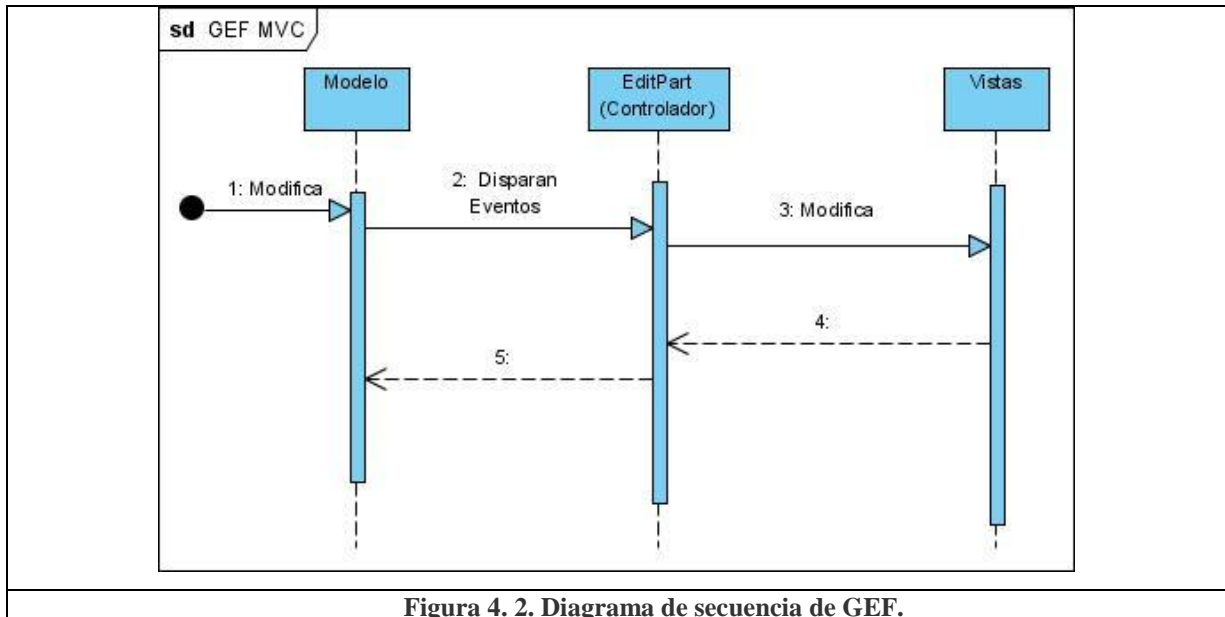 sd GEF MVC
Modelo
EditPart
(Controlador)
Vistas
1: Modifica
2: Disparan
Eventos
3: Modifica
4:
5:
Figura 4. 2. Diagrama de secuencia de GEF.